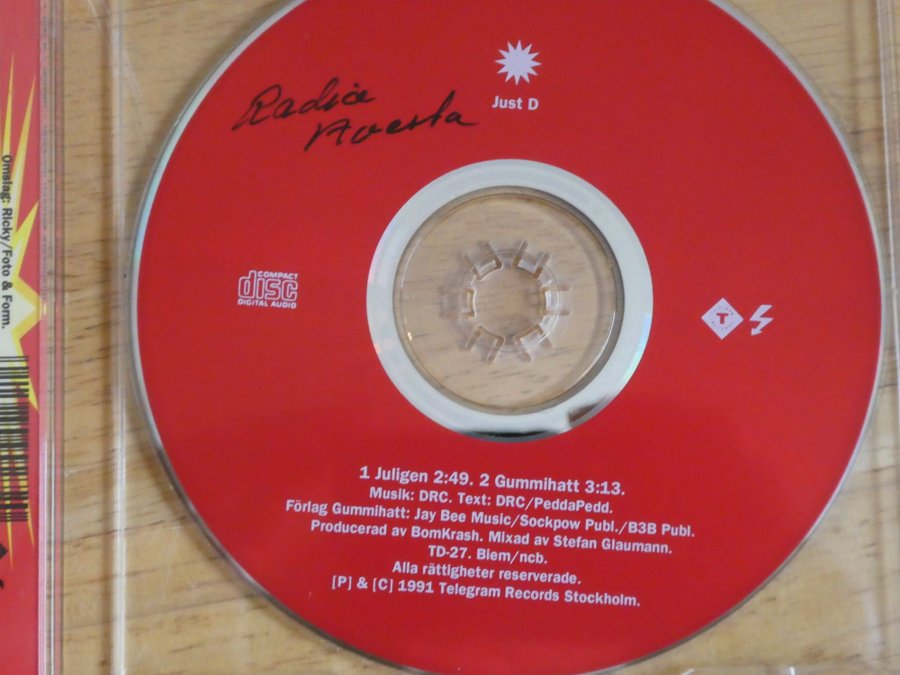 Radio
Avesta
Just D
COMPACT
disc
DIGITAL AUDIO
T
1 Juligen 2:49. 2 Gummihatt 3:13.
Musik: DRC. Text: DRC/PeddaPedd.
Förlag Gummihatt: Jay Bee Music/Sockpow Publ./B3B Publ.
Producerad av BomKrash. Mixad av Stefan Glaumann.
TD-27. Biem/ncb.
Alla rättigheter reserverade.
[P] & [C] 1991 Telegram Records Stockholm.
Omslag: Ricky/Foto & Form.